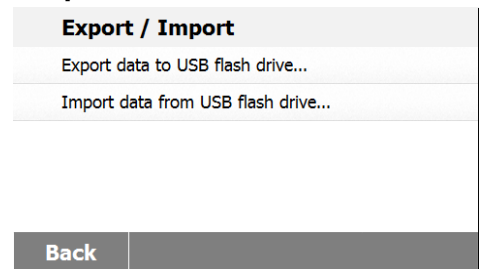 Export / Import
Export data to USB flash drive...
Import data from USB flash drive...
Back